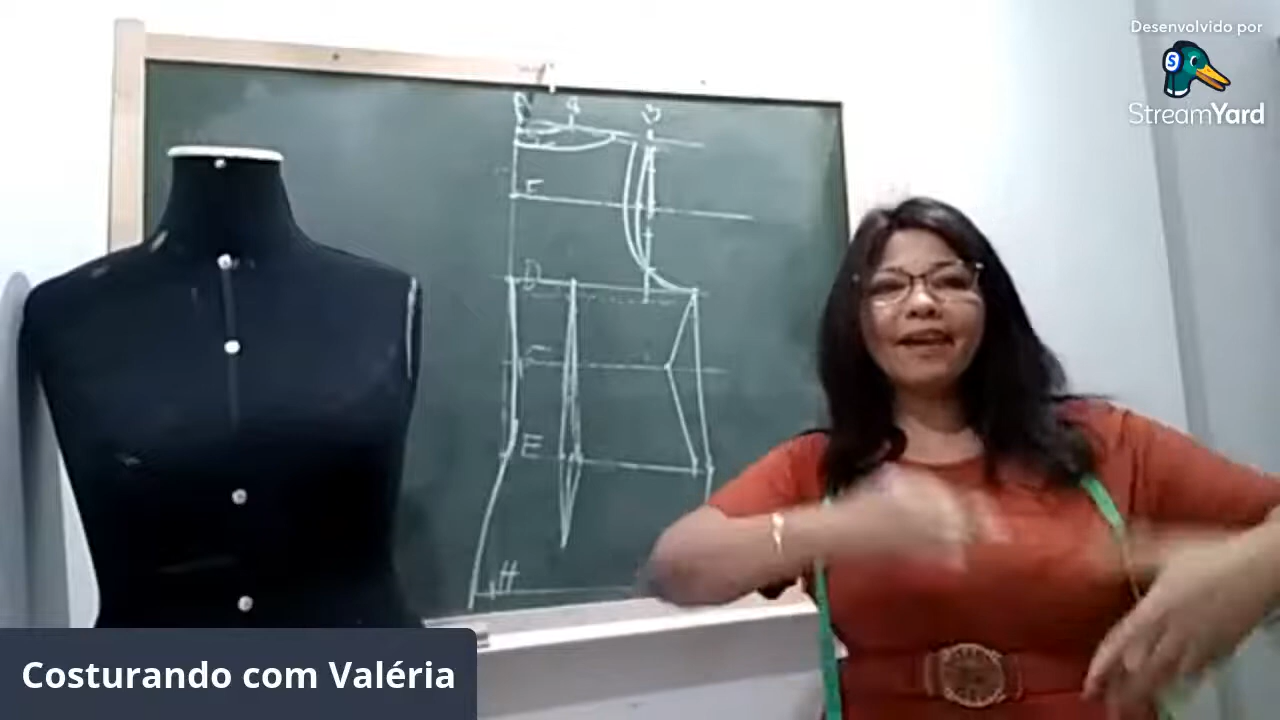 Desenvolvido por
StreamYard
D
E
H
Costurando com Valéria